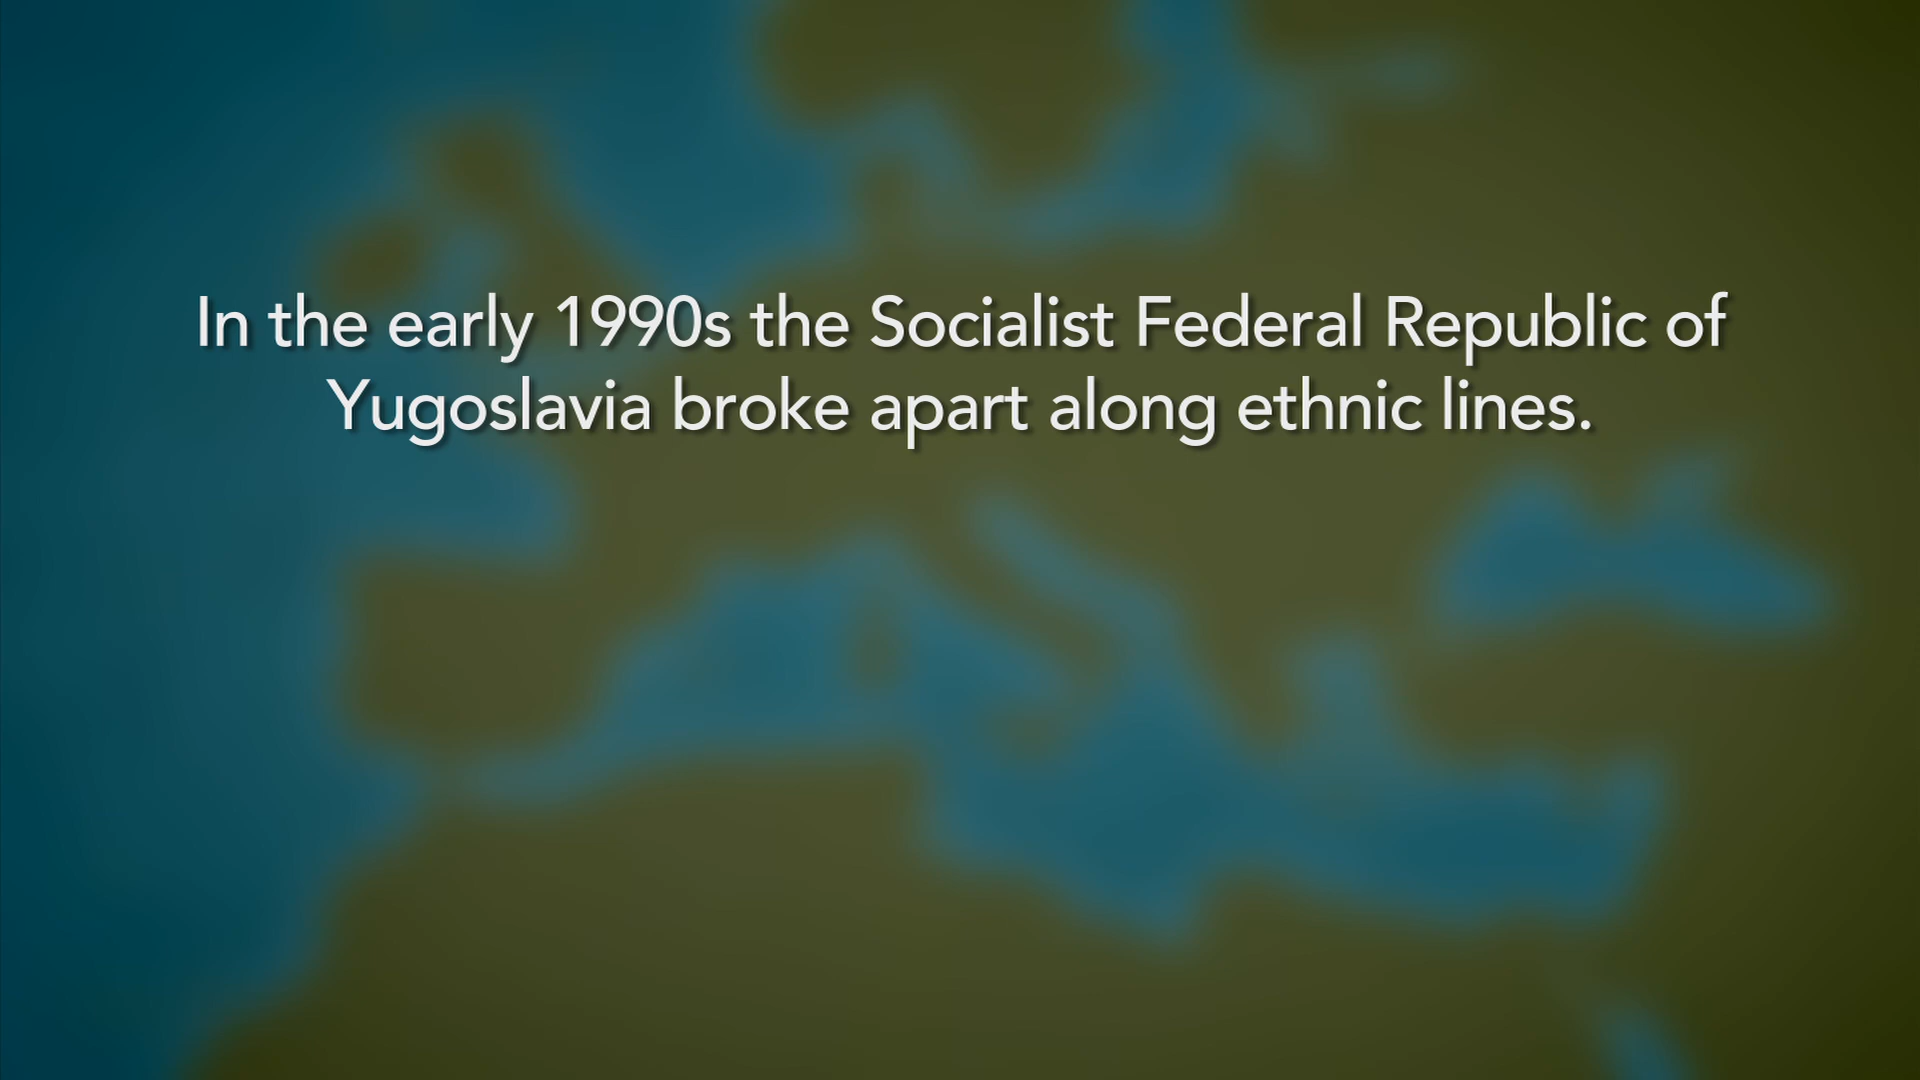 In the early 1990s the Socialist Federal Republic of
Yugoslavia broke apart along ethnic lines.